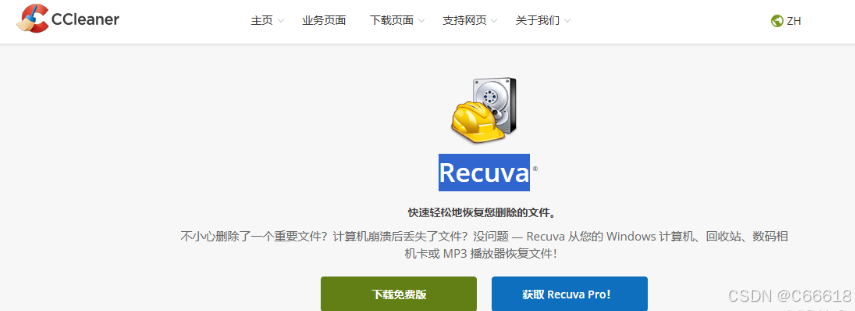 CCleaner 主页 业务页面 下载页面 支持网页 关于我们 ZH
Recuva®
快速轻松地恢复您删除的文件。
不小心删除了一个重要文件？计算机崩溃后丢失了文件？没问题 — Recuva 从您的 Windows 计算机、回收站、数码相
机卡或 MP3 播放器恢复文件！
下载免费版 获取 Recuva Pro！
CSDN @C66618